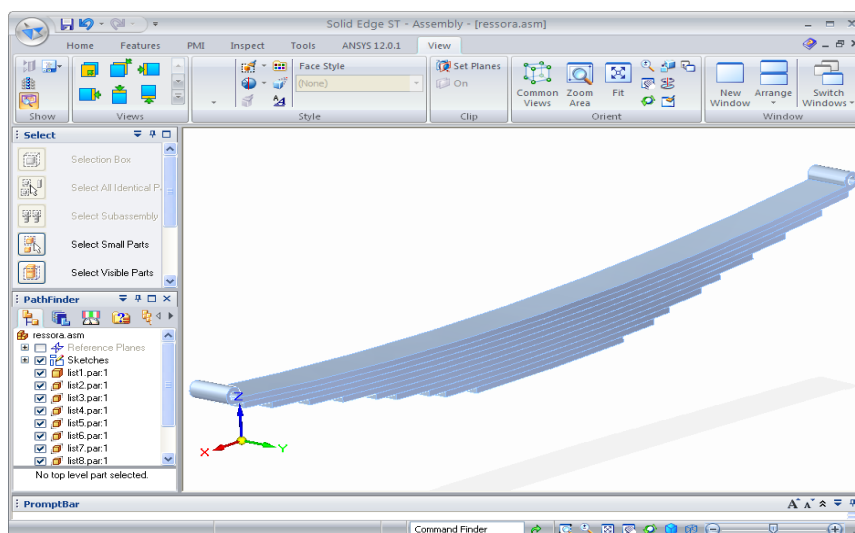 Solid Edge ST - Assembly - [ressora.asm]
Home Features PMI Inspect Tools ANSYS 12.0.1 View
Face Style
(None)
Set Planes
On
Common Views
Zoom Area
Fit
New Window
Arrange
Switch Windows
Show Views Style Clip Orient Window
Select
Selection Box
Select All Identical P
Select Subassembly
Select Small Parts
Select Visible Parts
PathFinder
ressora.asm
Reference Planes
Sketches
list1.par:1
list2.par:1
list3.par:1
list4.par:1
list5.par:1
list6.par:1
list7.par:1
list8.par:1
No top level part selected.
Z
X
Y
PromptBar
A A
Command Finder